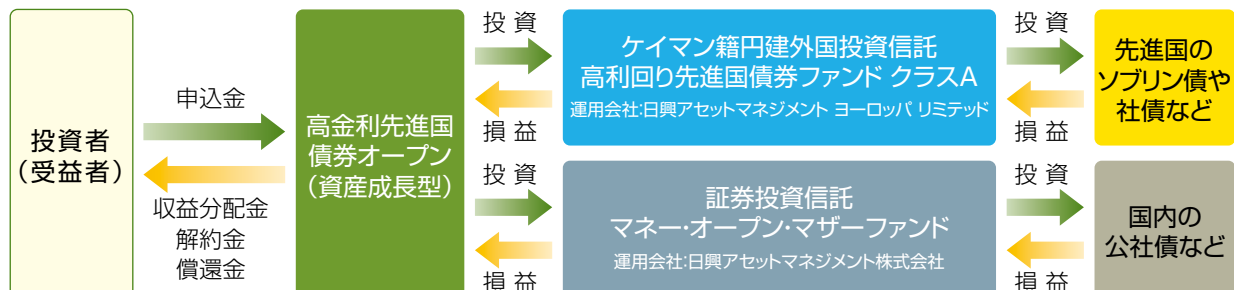 投資者
（受益者）
申込金
収益分配金
解約金
償還金
高金利先進国
債券オープン
（資産成長型）
投 資
損 益
ケイマン籍円建外国投資信託
高利回り先進国債券ファンド クラスA
運用会社:日興アセットマネジメント ヨーロッパ リミテッド
投 資
損 益
先進国の
ソブリン債や
社債など
投 資
損 益
証券投資信託
マネー・オープン・マザーファンド
運用会社:日興アセットマネジメント株式会社
投 資
損 益
国内の
公社債など